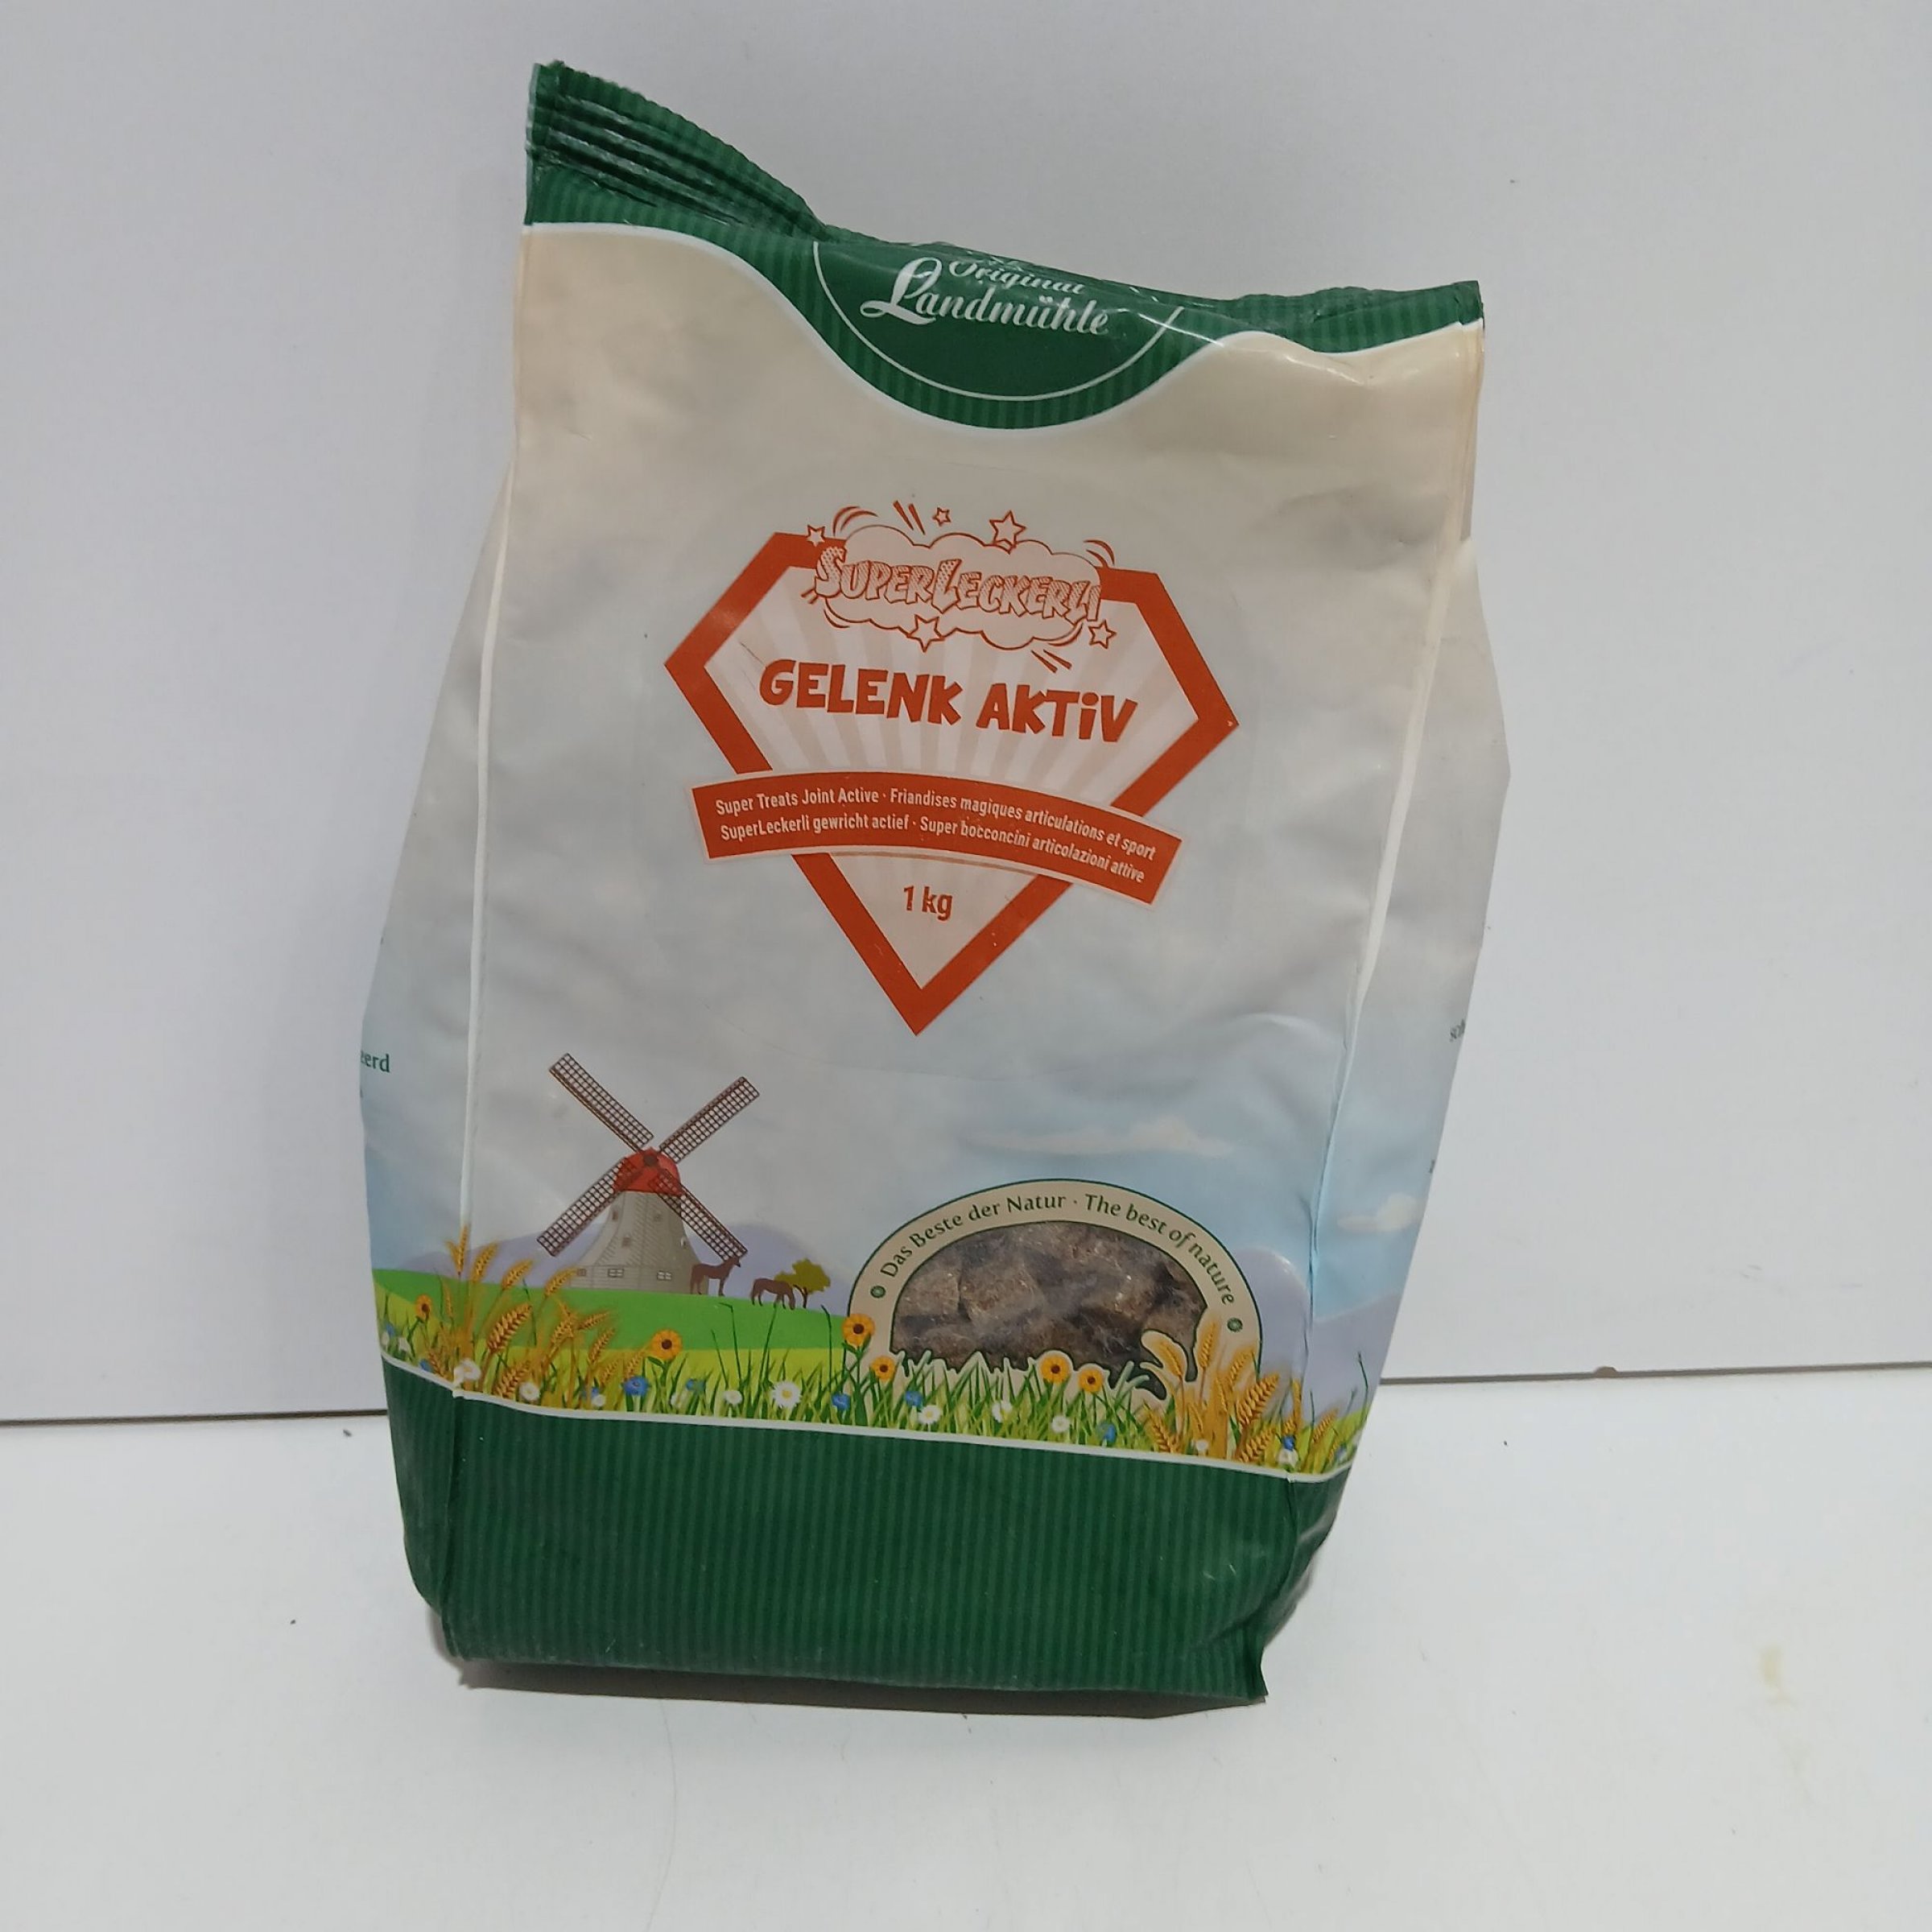 Original
Landmühle
SUPERLECKERLI
GELENK AKTiV
Super Treats Joint Active · Friandises magiques articulations et sport
SuperLeckerli gewricht actief · Super bocconcini articolazioni attive
1 kg
Das Beste der Natur · The best of nature